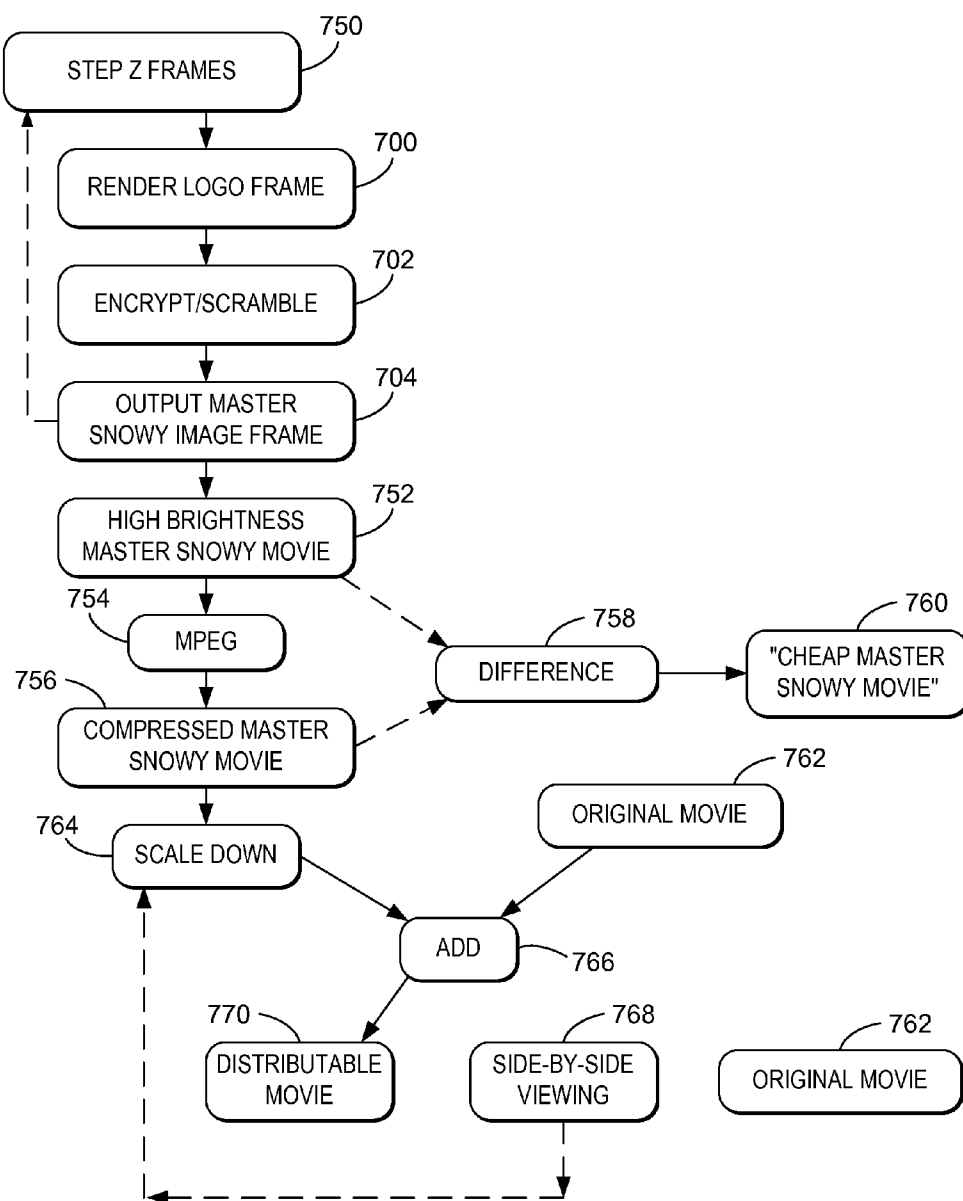 750
STEP Z FRAMES
700
RENDER LOGO FRAME
702
ENCRYPT/SCRAMBLE
704
OUTPUT MASTER
SNOWY IMAGE FRAME
752
HIGH BRIGHTNESS
MASTER SNOWY MOVIE
754
MPEG
758
DIFFERENCE
760
"CHEAP MASTER
SNOWY MOVIE"
756
COMPRESSED MASTER
SNOWY MOVIE
762
ORIGINAL MOVIE
764
SCALE DOWN
ADD
766
770
DISTRIBUTABLE
MOVIE
768
SIDE-BY-SIDE
VIEWING
762
ORIGINAL MOVIE